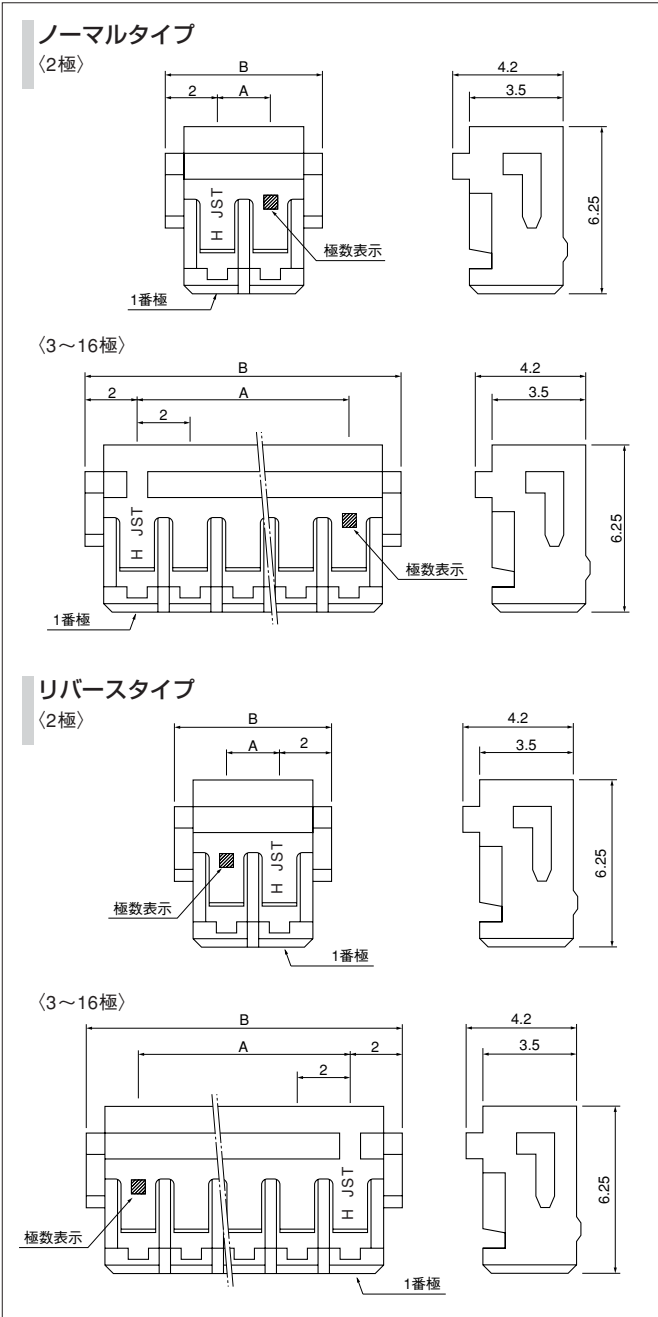 ノーマルタイプ
〈2極〉
B
2
A
4.2
3.5
6.25
H JST
極数表示
1番極
〈3～16極〉
B
2
A
2
4.2
3.5
6.25
H JST
極数表示
1番極
リバースタイプ
〈2極〉
B
A
2
4.2
3.5
6.25
H JST
極数表示
1番極
〈3～16極〉
B
A
2
2
4.2
3.5
6.25
H JST
極数表示
1番極